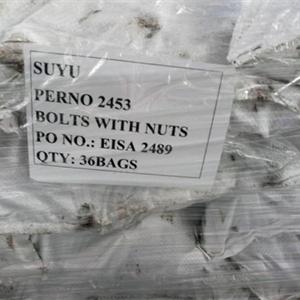 SUYU
PERNO 2453
BOLTS WITH NUTS
PO NO.: EISA 2489
QTY: 36BAGS